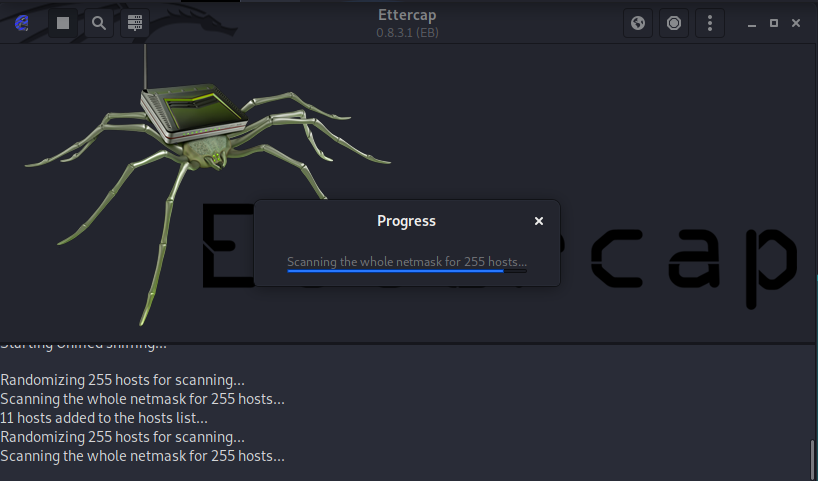 Ettercap
0.8.3.1 (EB)
Progress
Scanning the whole netmask for 255 hosts...
Starting Unified sniffing...
Randomizing 255 hosts for scanning...
Scanning the whole netmask for 255 hosts...
11 hosts added to the hosts list...
Randomizing 255 hosts for scanning...
Scanning the whole netmask for 255 hosts...